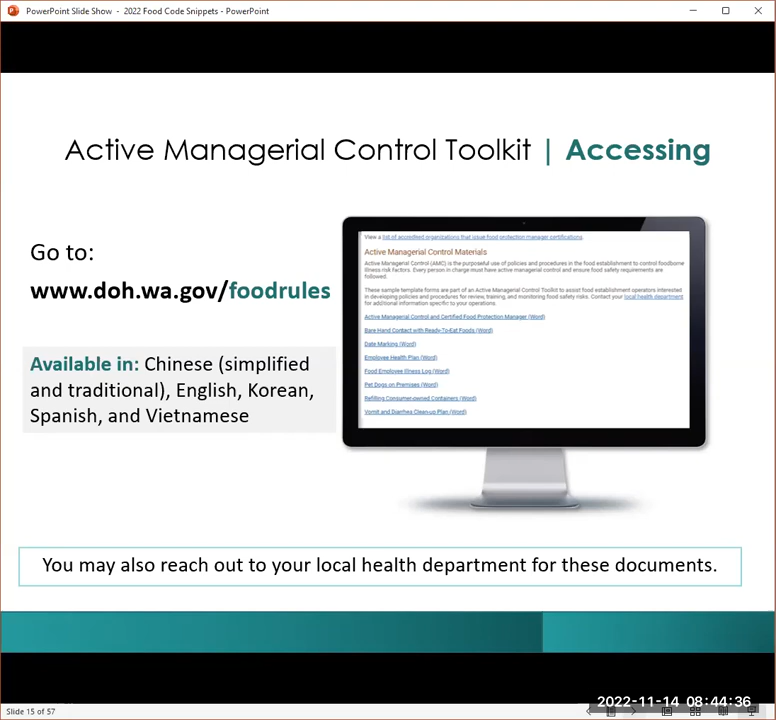 PowerPoint Slide Show - 2022 Food Code Snippets - PowerPoint
Active Managerial Control Toolkit | Accessing
Go to:
www.doh.wa.gov/foodrules
Available in: Chinese (simplified
and traditional), English, Korean,
Spanish, and Vietnamese
View a list of accredited organizations that issue food protection manager certifications.
Active Managerial Control Materials
Active Managerial Control (AMC) is the purposeful use of policies and procedures in the food establishment to control foodborne
illness risk factors. Every person in charge must have active managerial control and ensure food safety requirements are
followed.
These sample template forms are part of an Active Managerial Control Toolkit to assist food establishment operators interested
in developing policies and procedures for review, training, and monitoring food safety risks. Contact your local health department
for additional information specific to your location.
Active Managerial Control and Certified Food Protection Manager (Word)
Bare Hand Contact with Ready-To-Eat Foods (Word)
Date Marking (Word)
Employee Health Plan (Word)
Food Employee Illness Log (Word)
Pet Dogs on Premises (Word)
Refilling Consumer-owned Containers (Word)
Vomit and Diarrhea Clean-up Plan (Word)
You may also reach out to your local health department for these documents.
2022-11-14 08:44:36
Slide 15 of 57